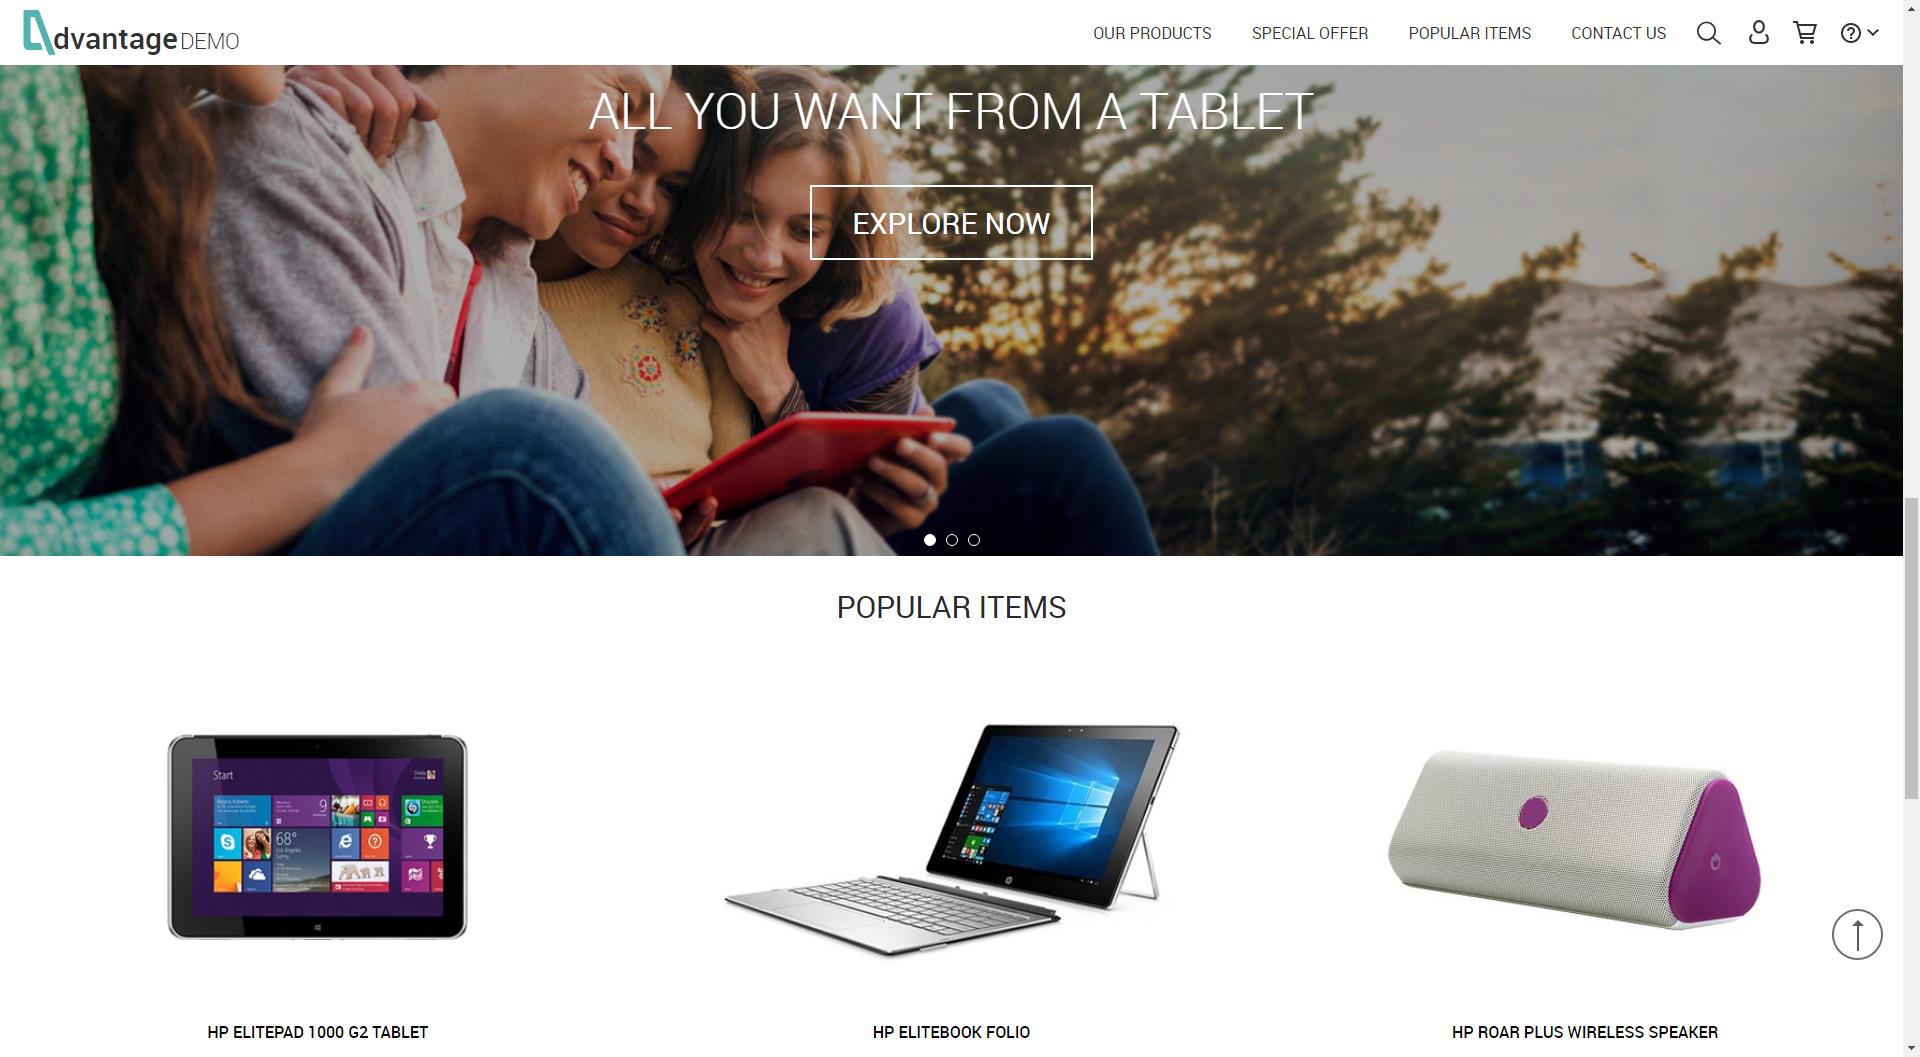 dvantage DEMO
OUR PRODUCTS
SPECIAL OFFER
POPULAR ITEMS
CONTACT US
ALL YOU WANT FROM A TABLET
EXPLORE NOW
POPULAR ITEMS
Start
9
68°
HP ELITEPAD 1000 G2 TABLET
HP ELITEBOOK FOLIO
HP ROAR PLUS WIRELESS SPEAKER